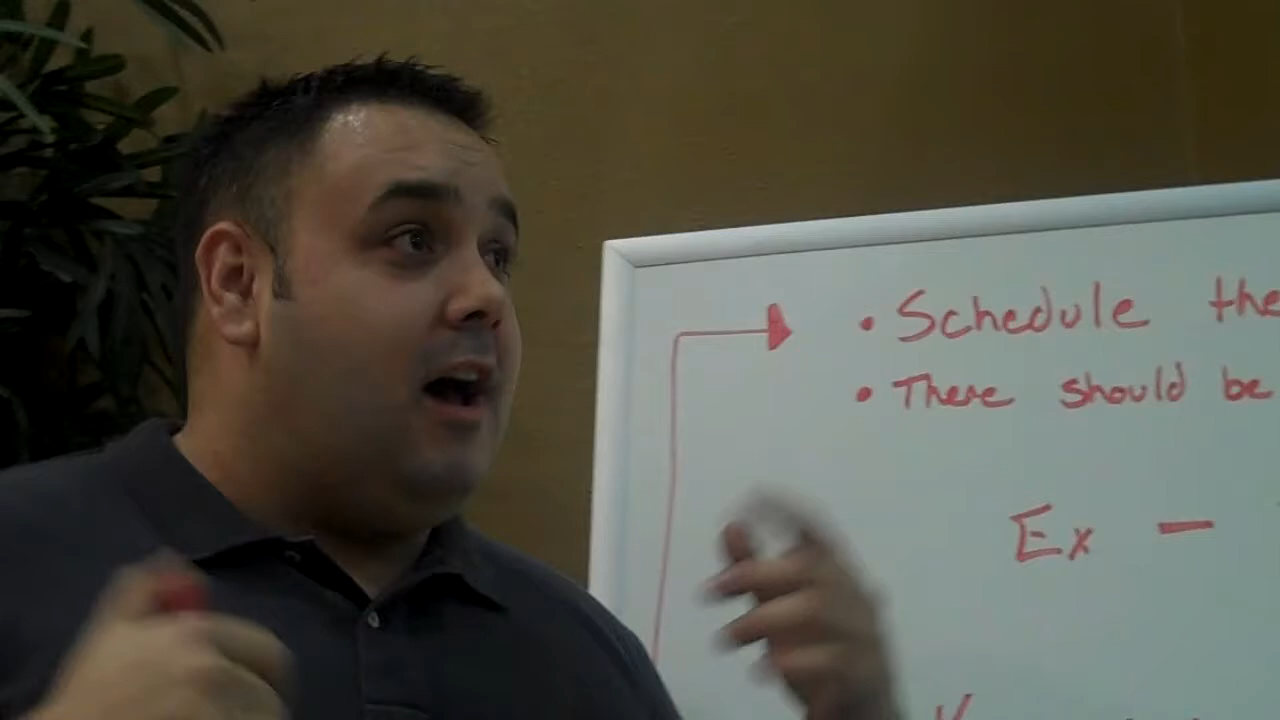 • Schedule the
• There should be
Ex -